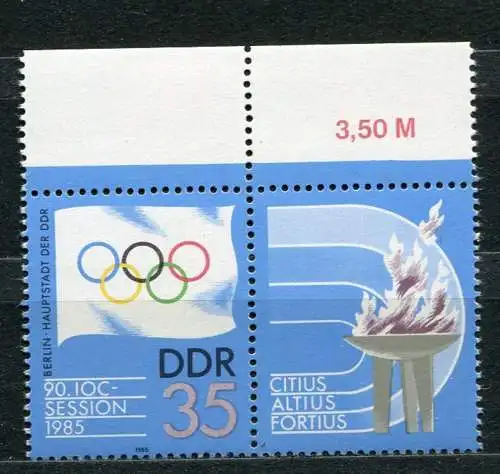 3,50 M
BERLIN · HAUPTSTADT DER DDR
DDR
90. IOC-
SESSION
1985
35
1985
CITIUS
ALTIUS
FORTIUS